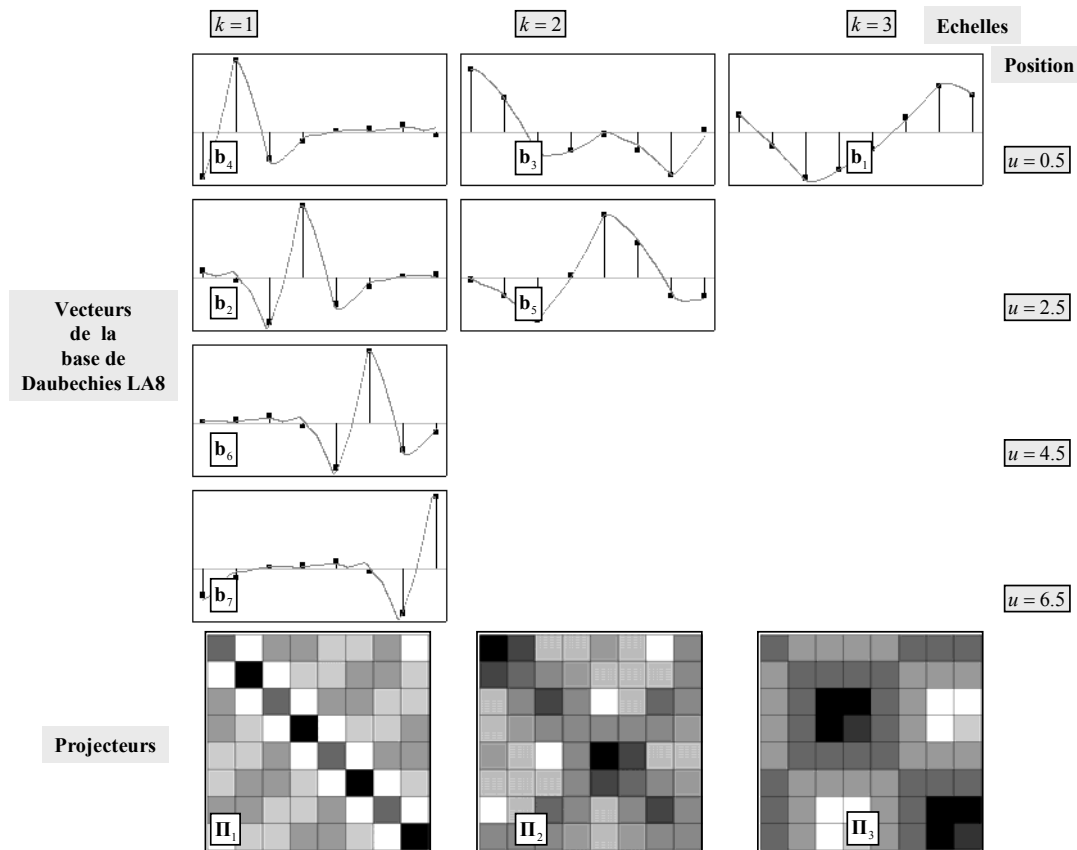 k = 1
k = 2
k = 3
Echelles
Position
b₄
b₃
b₁
u = 0.5
b₂
b₅
u = 2.5
Vecteurs
de la
base de
Daubechies LA8
b₆
u = 4.5
b₇
u = 6.5
Projecteurs
Π₁
Π₂
Π₃